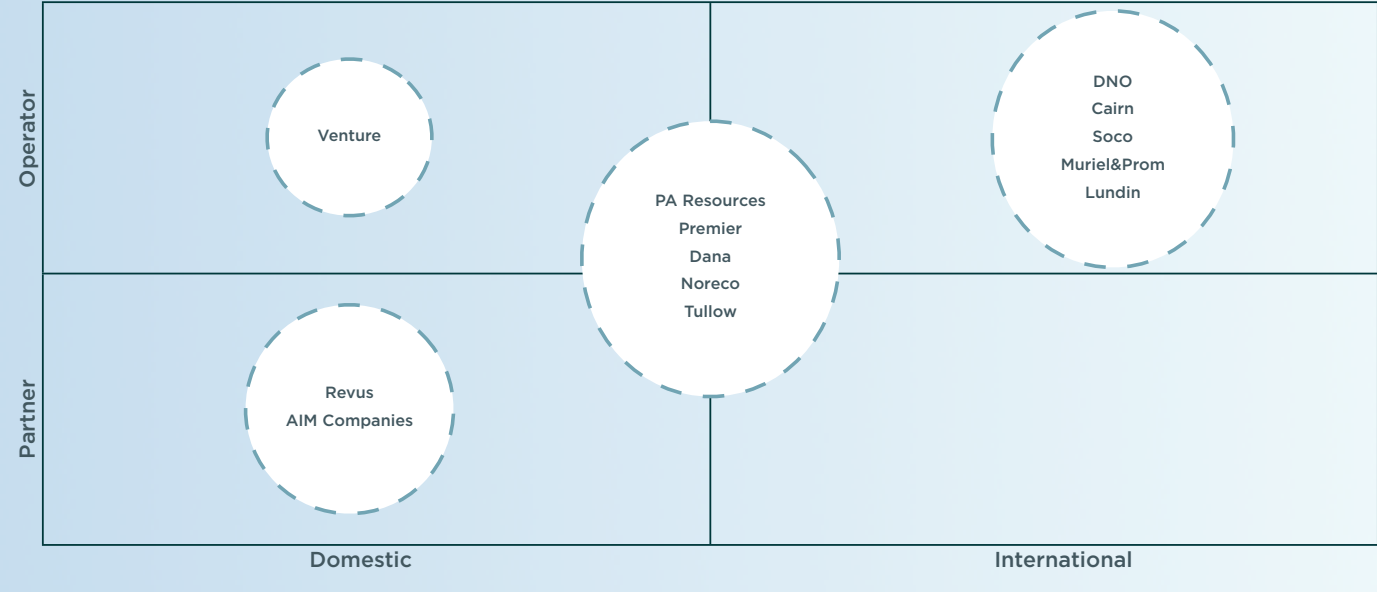 Operator
Venture
DNO
Cairn
Soco
Muriel&Prom
Lundin
PA Resources
Premier
Dana
Noreco
Tullow
Partner
Revus
AIM Companies
Domestic
International